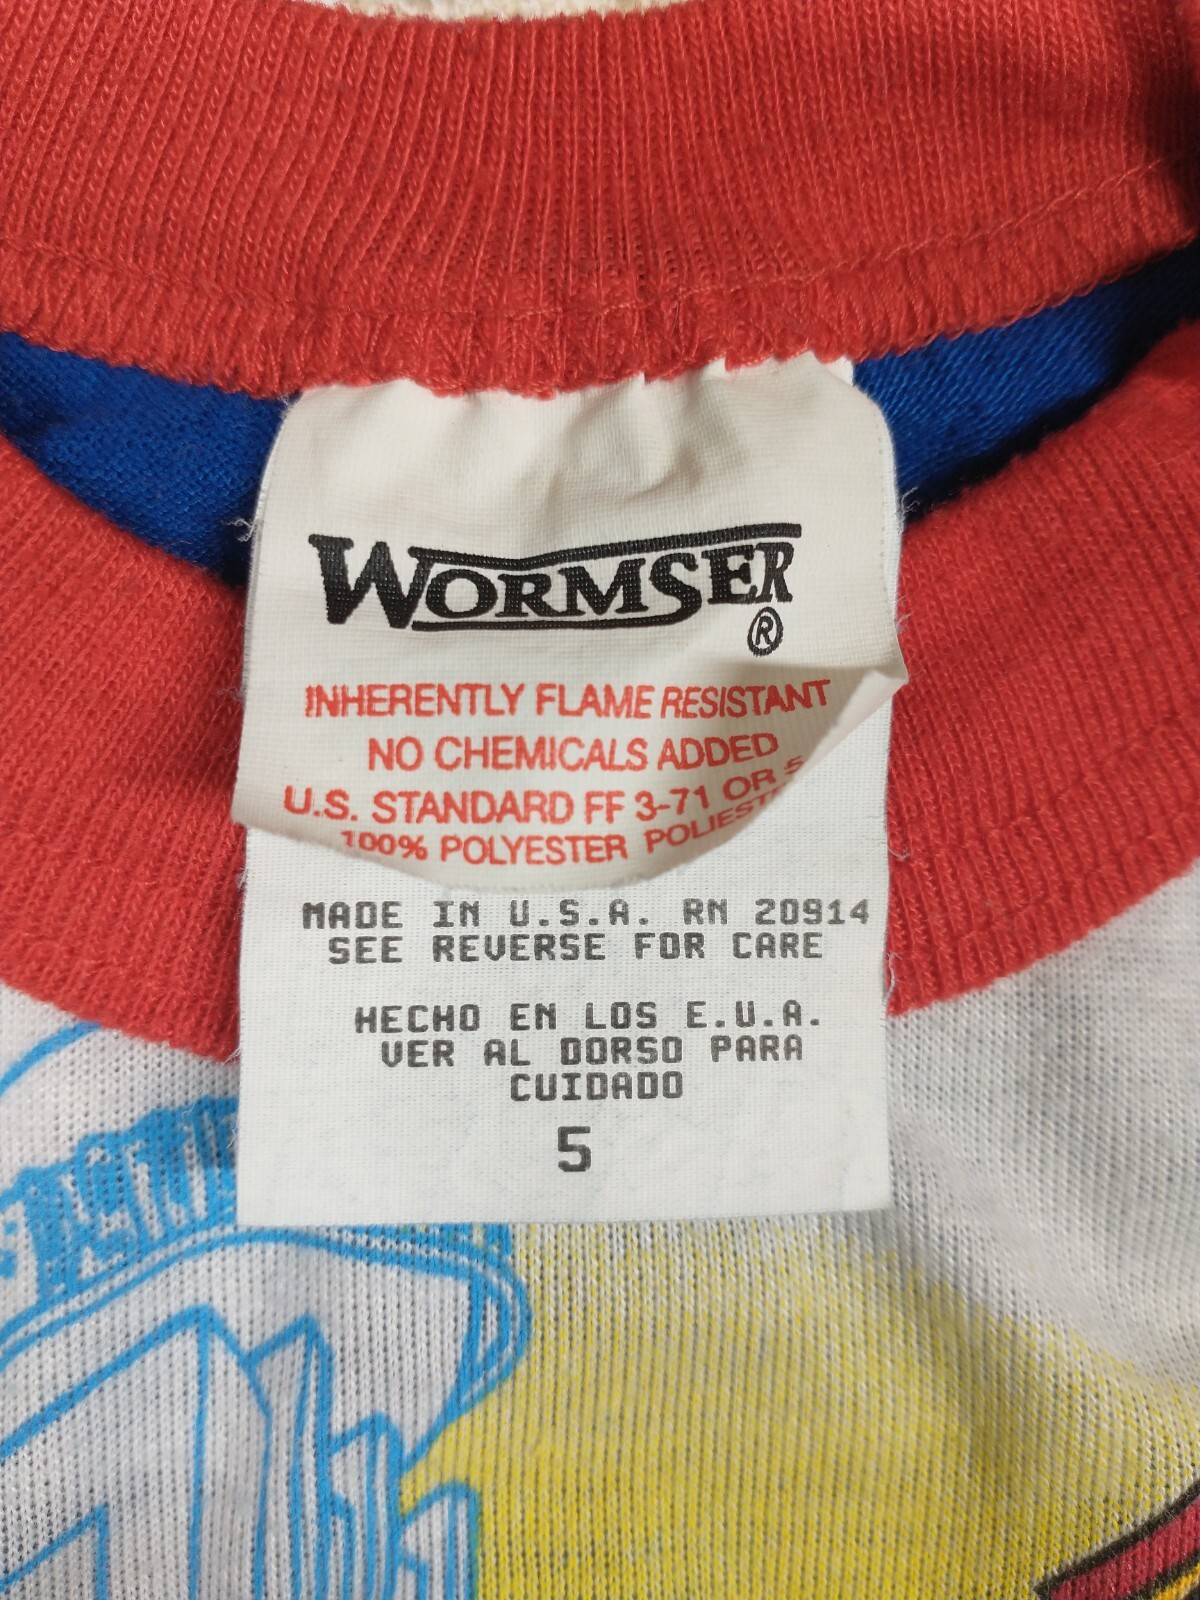 WORMSER
®
INHERENTLY FLAME RESISTANT
NO CHEMICALS ADDED
U.S. STANDARD FF 3-71 OR 5
100% POLYESTER
MADE IN U.S.A. RN 20914
SEE REVERSE FOR CARE
HECHO EN LOS E.U.A.
VER AL DORSO PARA
CUIDADO
5